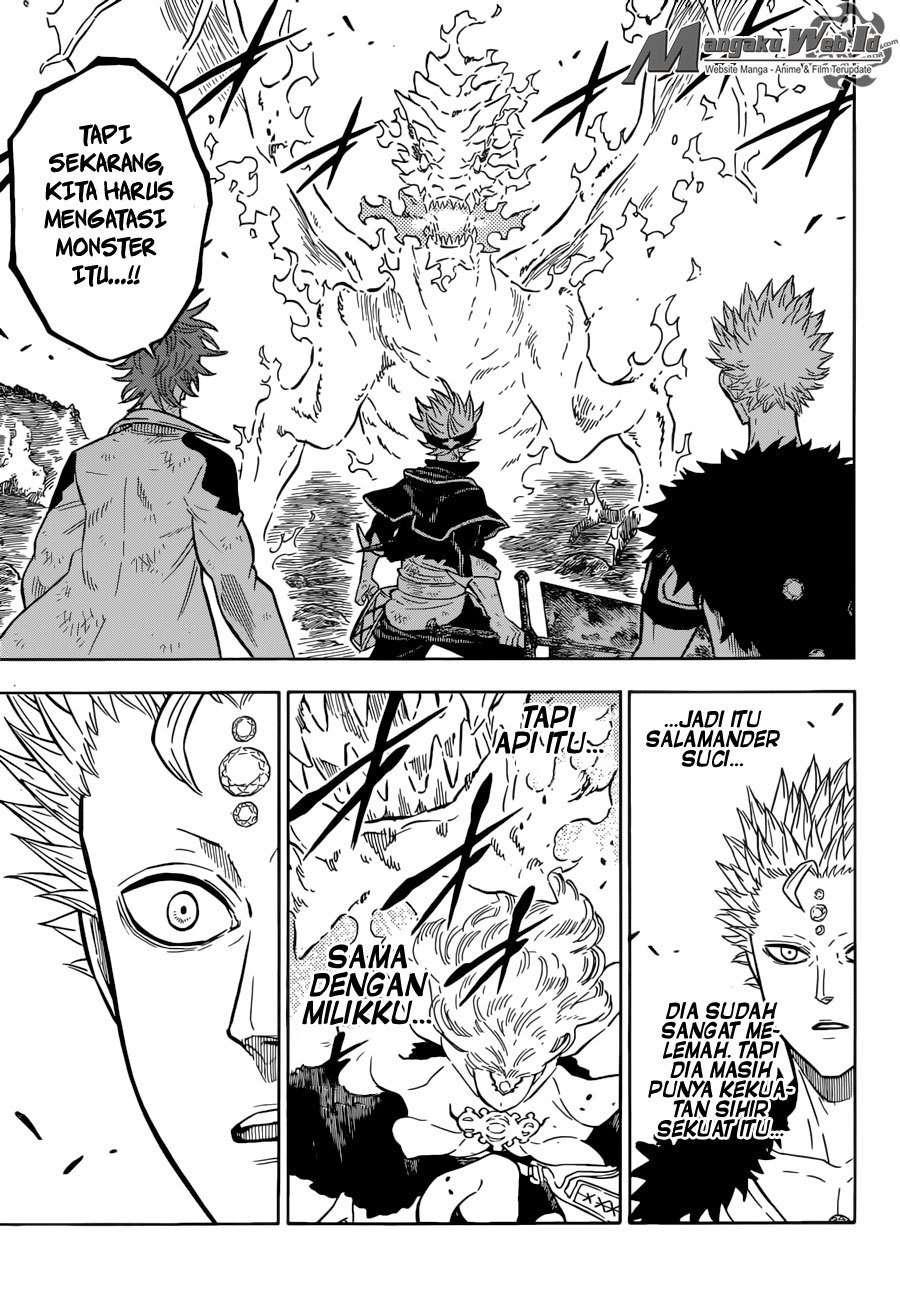 Mangaku.Web.Id
Website Manga - Anime & Film Terupdate
TAPI
SEKARANG,
KITA HARUS
MENGATASI
MONSTER
ITU...!!
...JADI ITU
SALAMANDER
SUCI...
DIA SUDAH
SANGAT ME-
LEMAH. TAPI
DIA MASIH
PUNYA KEKUA-
TAN SIHIR
SEKUAT ITU...
TAPI
API ITU...
SAMA
DENGAN
MILIKKU...